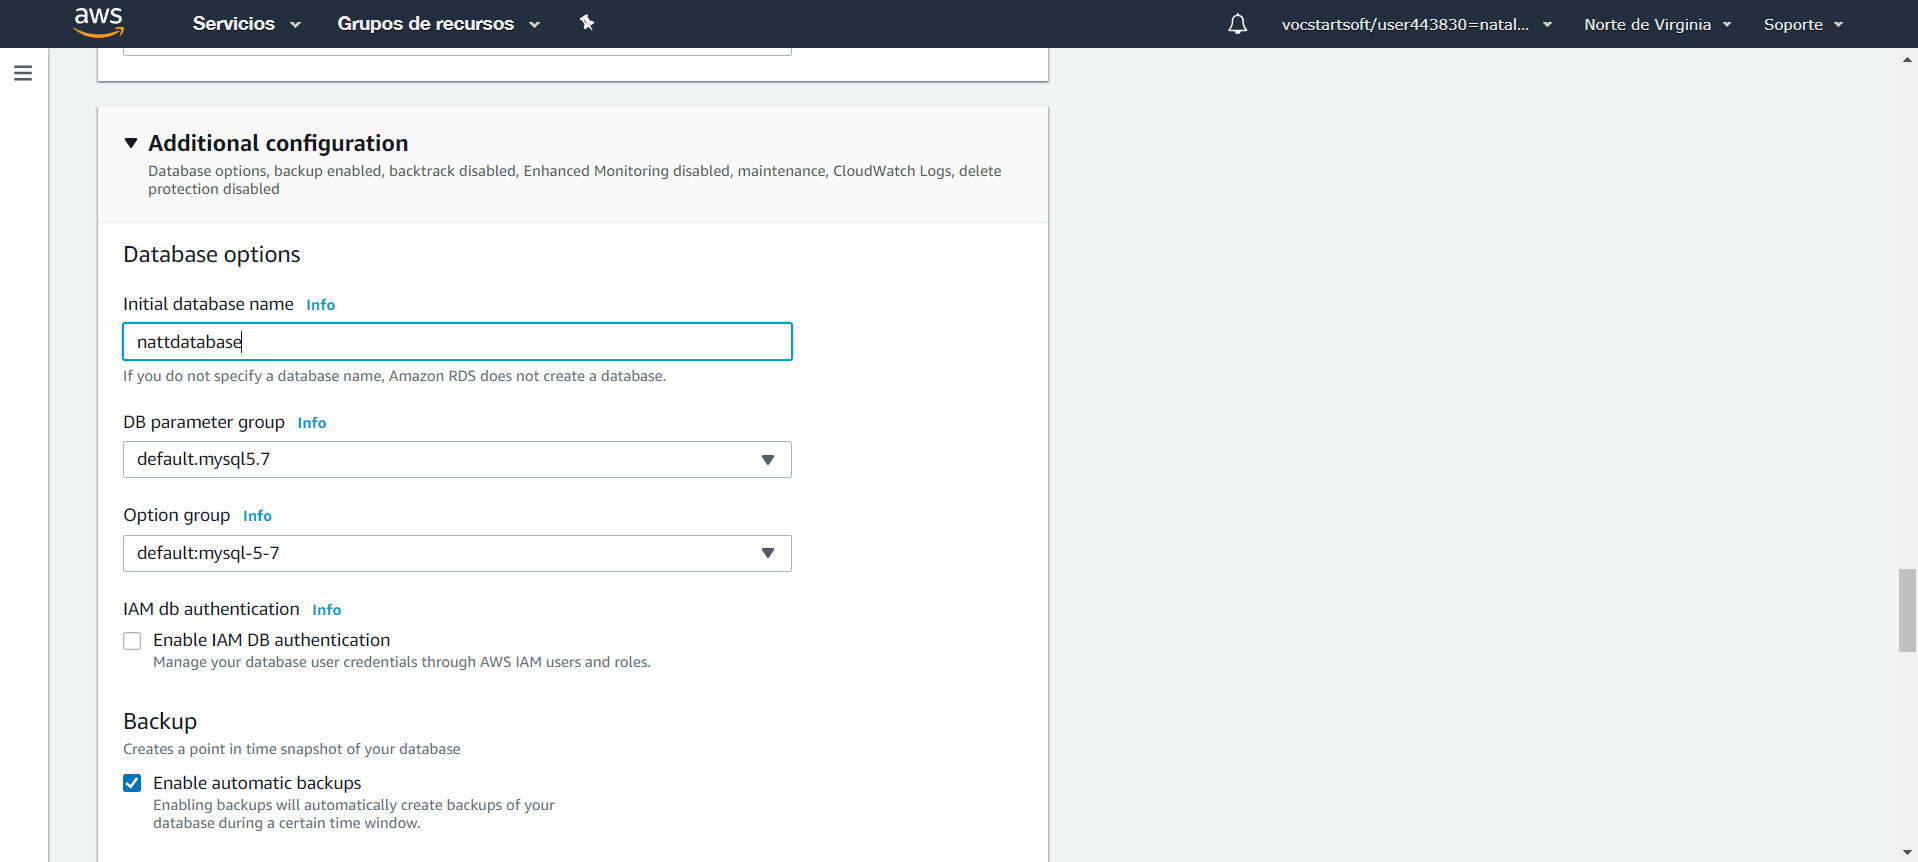 aws
Servicios
Grupos de recursos
vocstartsoft/user443830=natal...
Norte de Virginia
Soporte
Additional configuration
Database options, backup enabled, backtrack disabled, Enhanced Monitoring disabled, maintenance, CloudWatch Logs, delete
protection disabled
Database options
Initial database name Info
nattdatabase
If you do not specify a database name, Amazon RDS does not create a database.
DB parameter group Info
default.mysql5.7
Option group Info
default:mysql-5-7
IAM db authentication Info
Enable IAM DB authentication
Manage your database user credentials through AWS IAM users and roles.
Backup
Creates a point in time snapshot of your database
Enable automatic backups
Enabling backups will automatically create backups of your
database during a certain time window.